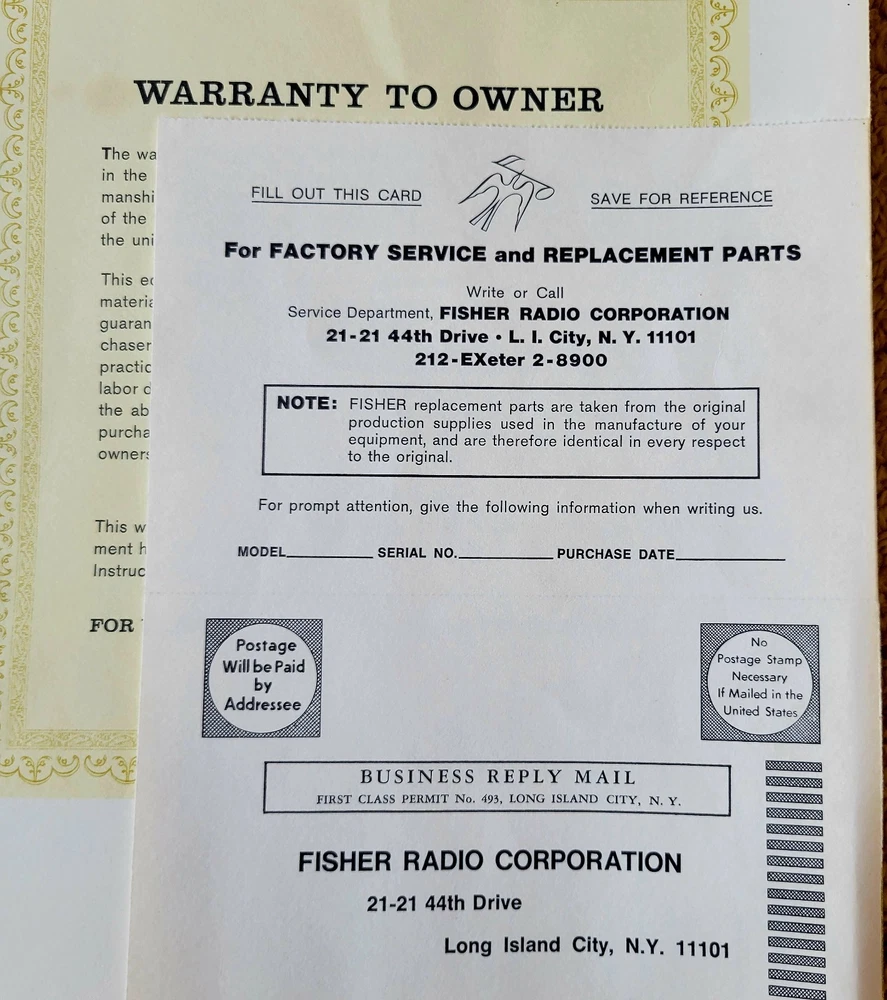 WARRANTY TO OWNER
The wa
in the
manshi
of the
the uni
This e
materia
guaran
chaser
practic
labor d
the ab
purcha
owners
This w
ment h
Instruc
FOR
FILL OUT THIS CARD
SAVE FOR REFERENCE
For FACTORY SERVICE and REPLACEMENT PARTS
Write or Call
Service Department, FISHER RADIO CORPORATION
21-21 44th Drive • L. I. City, N. Y. 11101
212-EXeter 2-8900
NOTE: FISHER replacement parts are taken from the original
production supplies used in the manufacture of your
equipment, and are therefore identical in every respect
to the original.
For prompt attention, give the following information when writing us.
MODEL__________ SERIAL NO.__________ PURCHASE DATE__________
Postage
Will be Paid
by
Addressee
No
Postage Stamp
Necessary
If Mailed in the
United States
BUSINESS REPLY MAIL
FIRST CLASS PERMIT No. 493, LONG ISLAND CITY, N. Y.
FISHER RADIO CORPORATION
21-21 44th Drive
Long Island City, N.Y. 11101